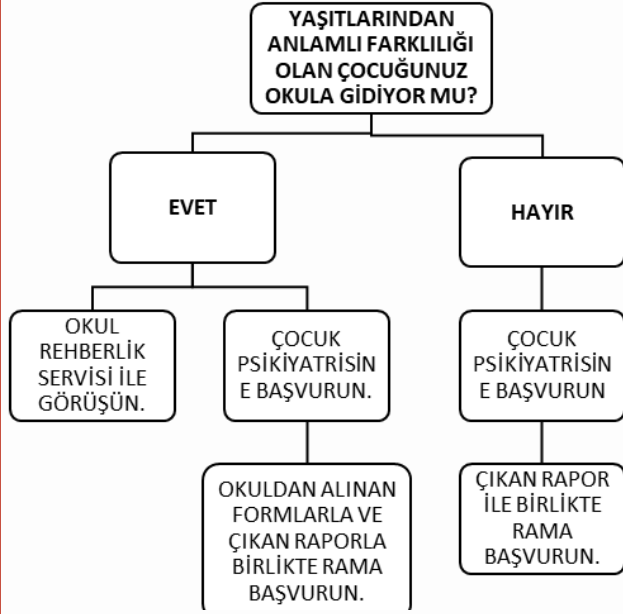 YAŞITLARINDAN
ANLAMLI FARKLILIĞI
OLAN ÇOCUĞUNUZ
OKULA GİDİYOR MU?
EVET
HAYIR
OKUL
REHBERLİK
SERVİSİ İLE
GÖRÜŞÜN.
ÇOCUK
PSİKİYATRİSİN
E BAŞVURUN.
ÇOCUK
PSİKİYATRİSİN
E BAŞVURUN
OKULDAN ALINAN
FORMLARLA VE
ÇIKAN RAPORLA
BİRLİKTE RAMA
BAŞVURUN.
ÇIKAN RAPOR
İLE BİRLİKTE
RAMA
BAŞVURUN.